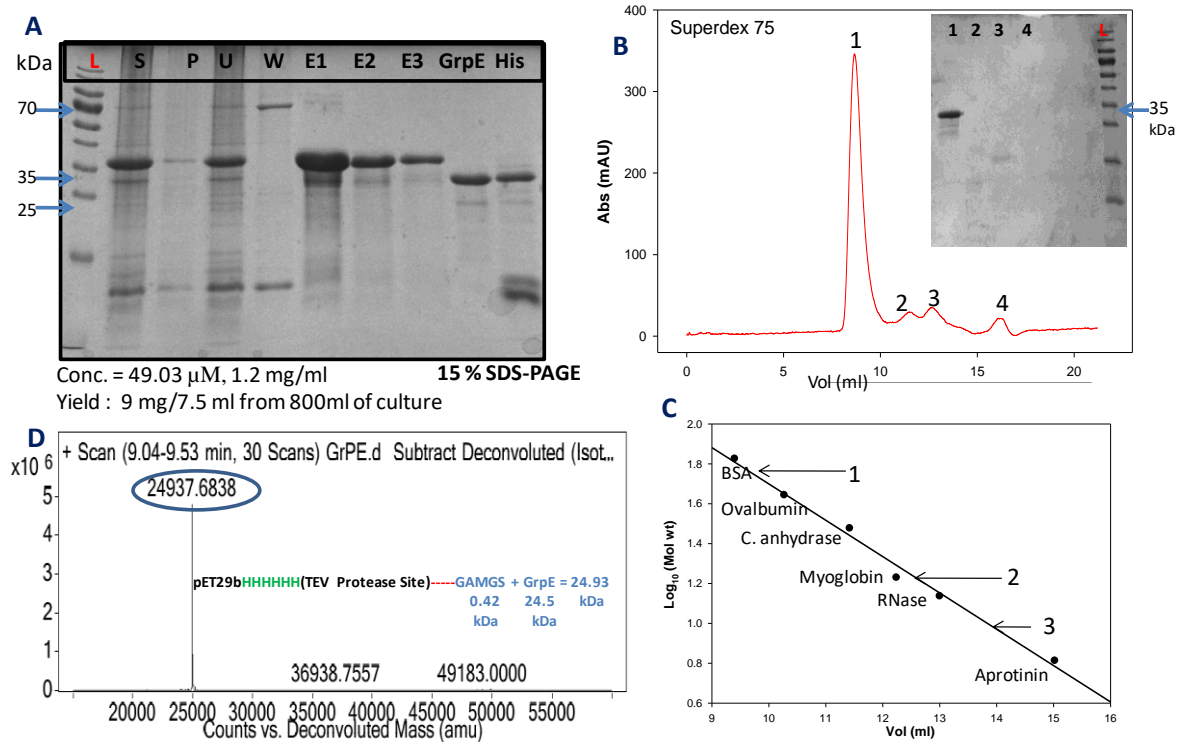 A
kDa
L S P U W E1 E2 E3 GrpE His
70
35
25
Conc. = 49.03 μM, 1.2 mg/ml 15 % SDS-PAGE
Yield : 9 mg/7.5 ml from 800ml of culture
B
Superdex 75
400
300
200
100
0
Abs (mAU)
1
2
3
4
1 2 3 4 L
35
kDa
0 5 10 15 20
Vol (ml)
D
+ Scan (9.04-9.53 min, 30 Scans) GrPE.d Subtract Deconvoluted (Isot...
x10 6
5
4
3
2
1
0
24937.6838
pET29bHHHHHH(TEV Protease Site)-----GAMGS + GrpE = 24.93
0.42 24.5 kDa
kDa kDa
36938.7557 49183.0000
20000 25000 30000 35000 40000 45000 50000 55000
Counts vs. Deconvoluted Mass (amu)
C
2.0
1.8
1.6
1.4
1.2
1.0
0.8
0.6
Log10 (Mol wt)
BSA
1
Ovalbumin
C. anhydrase
Myoglobin
2
RNase
3
Aprotinin
9 10 11 12 13 14 15 16
Vol (ml)